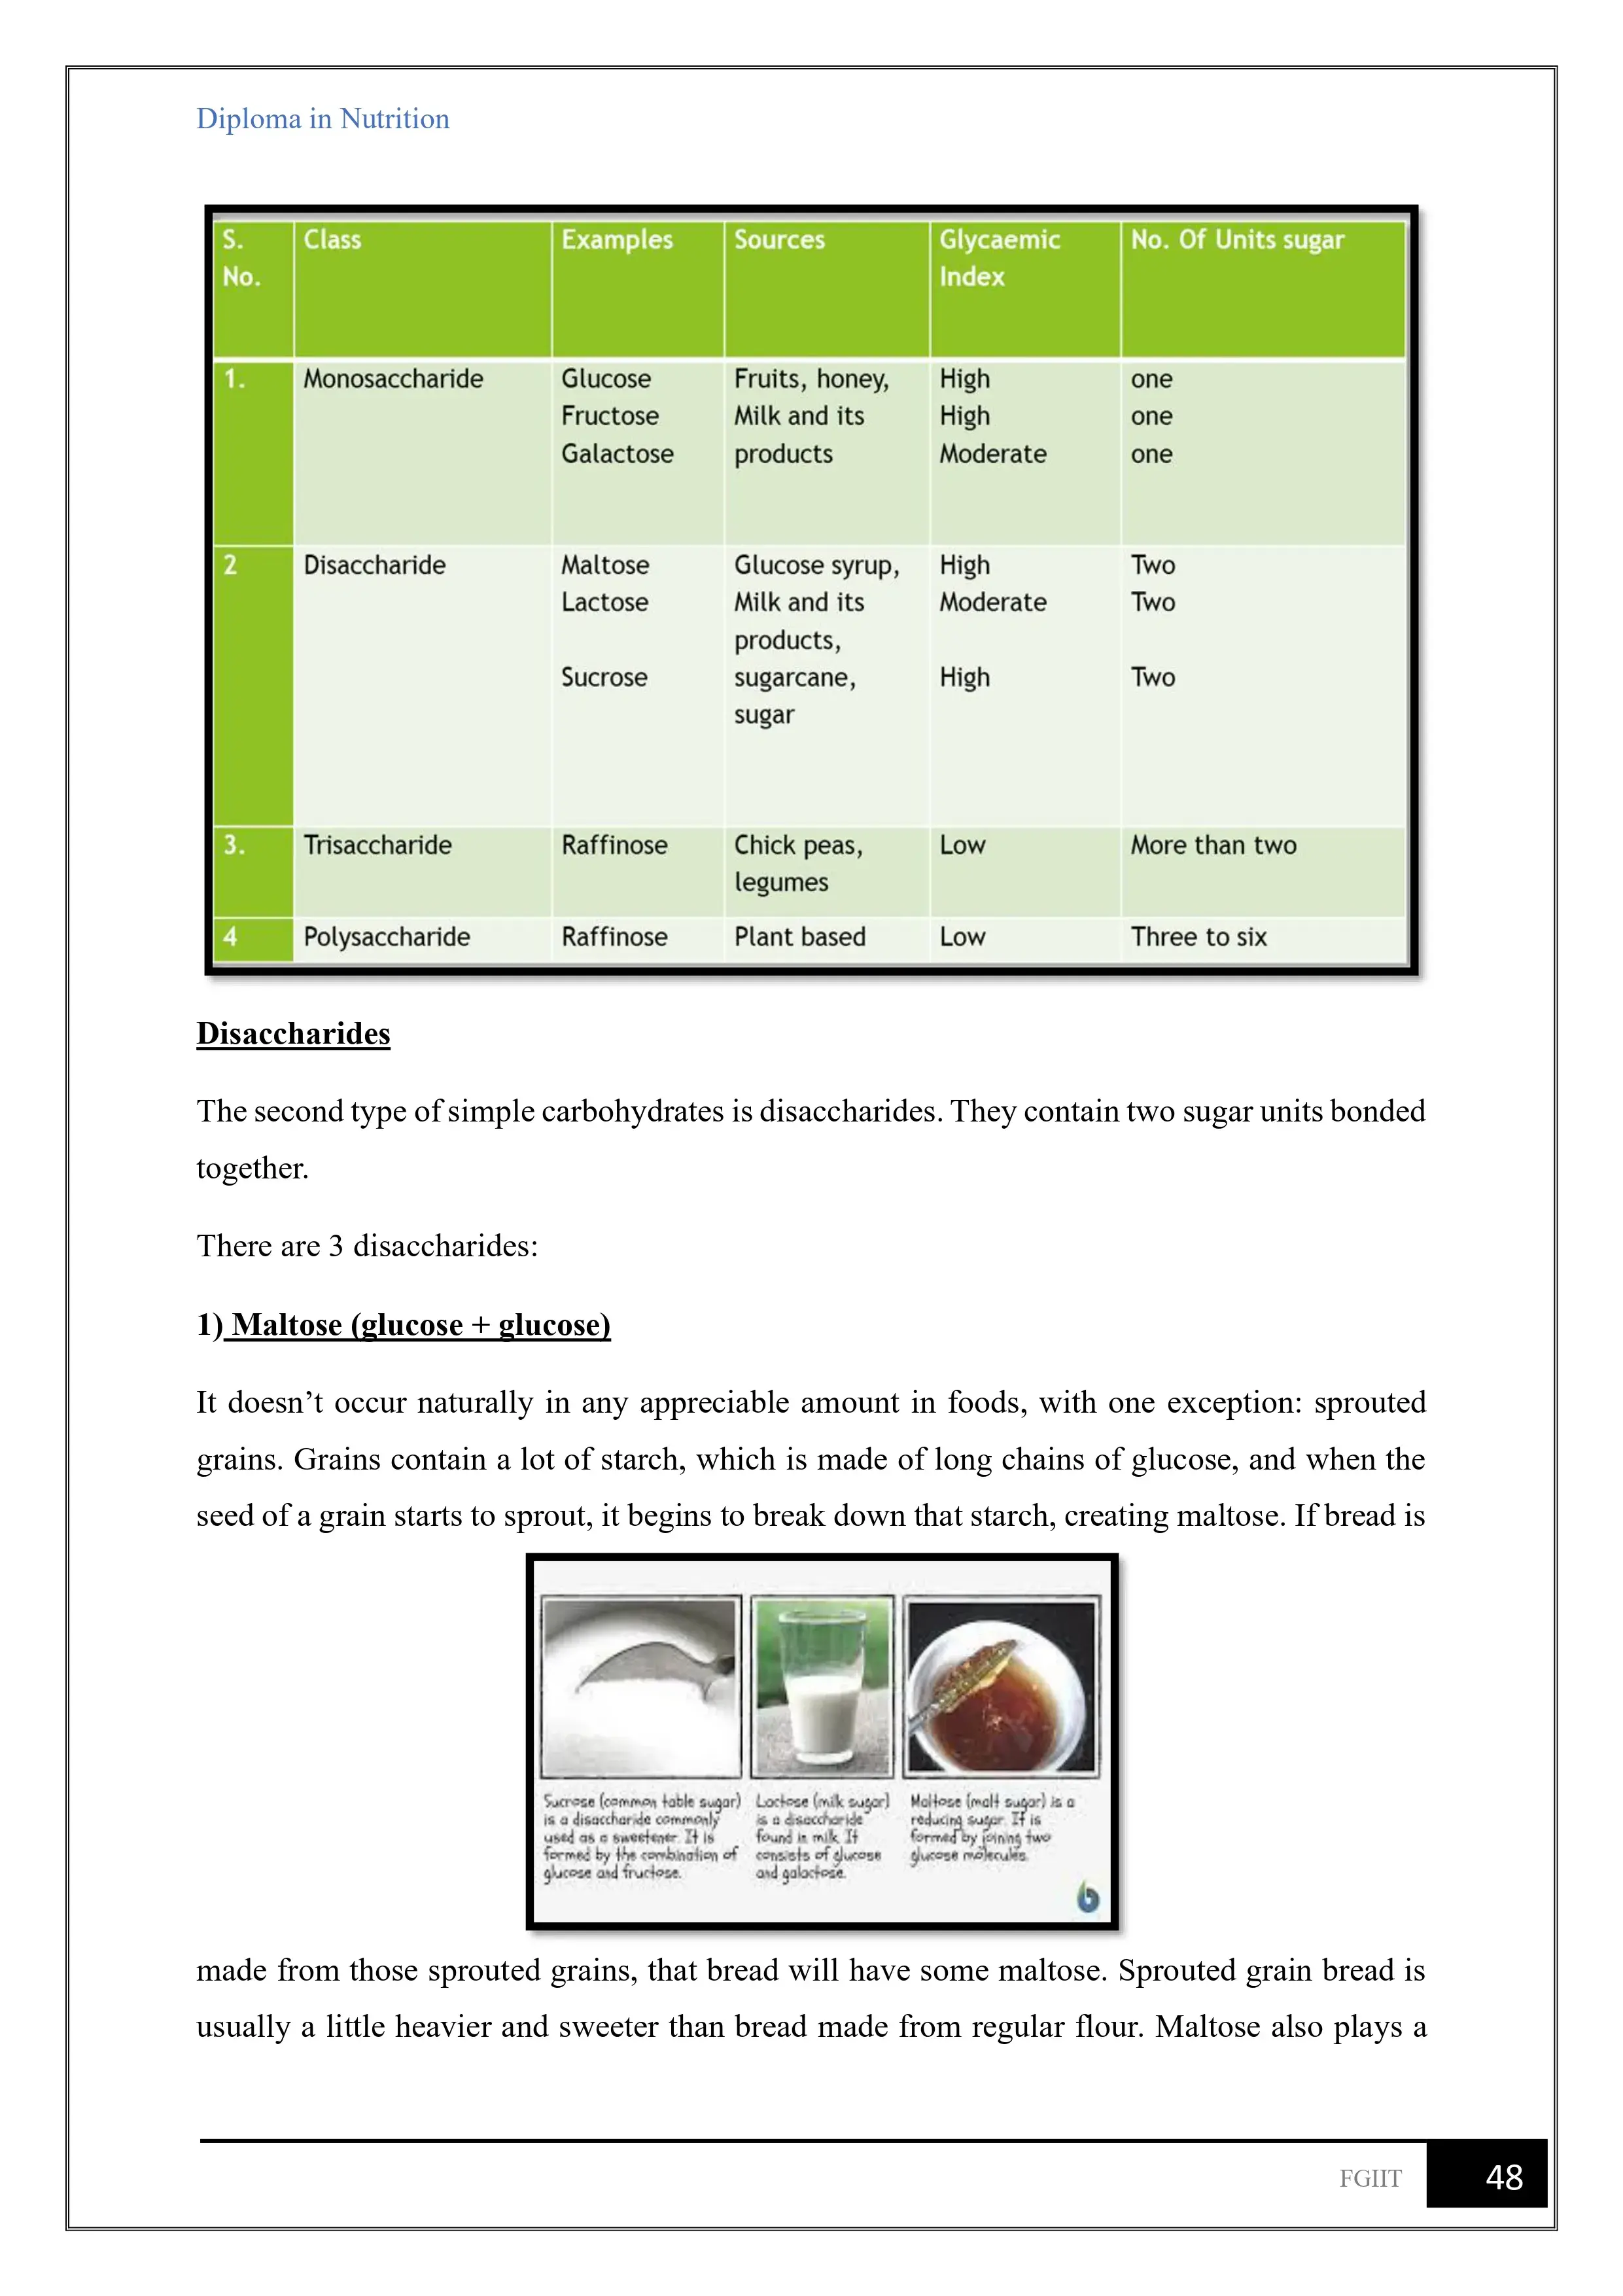 Diploma in Nutrition
S. No. Class Examples Sources Glycaemic Index No. Of Units sugar
1. Monosaccharide Glucose Fruits, honey, High one
Fructose Milk and its High one
Galactose products Moderate one
2 Disaccharide Maltose Glucose syrup, High Two
Lactose Milk and its Moderate Two
products,
Sucrose sugarcane, High Two
sugar
3. Trisaccharide Raffinose Chick peas, Low More than two
legumes
4 Polysaccharide Raffinose Plant based Low Three to six
Disaccharides
The second type of simple carbohydrates is disaccharides. They contain two sugar units bonded
together.
There are 3 disaccharides:
1) Maltose (glucose + glucose)
It doesn’t occur naturally in any appreciable amount in foods, with one exception: sprouted
grains. Grains contain a lot of starch, which is made of long chains of glucose, and when the
seed of a grain starts to sprout, it begins to break down that starch, creating maltose. If bread is
Sucrose (common table sugar)
is a disaccharide commonly
used as a sweetener. It is
formed by the combination of
glucose and fructose.
Lactose (milk sugar)
is a disaccharide
found in milk. It
consists of glucose
and galactose.
Maltose (malt sugar) is a
reducing sugar. It is
formed by joining two
glucose molecules.
made from those sprouted grains, that bread will have some maltose. Sprouted grain bread is
usually a little heavier and sweeter than bread made from regular flour. Maltose also plays a
FGIIT 48